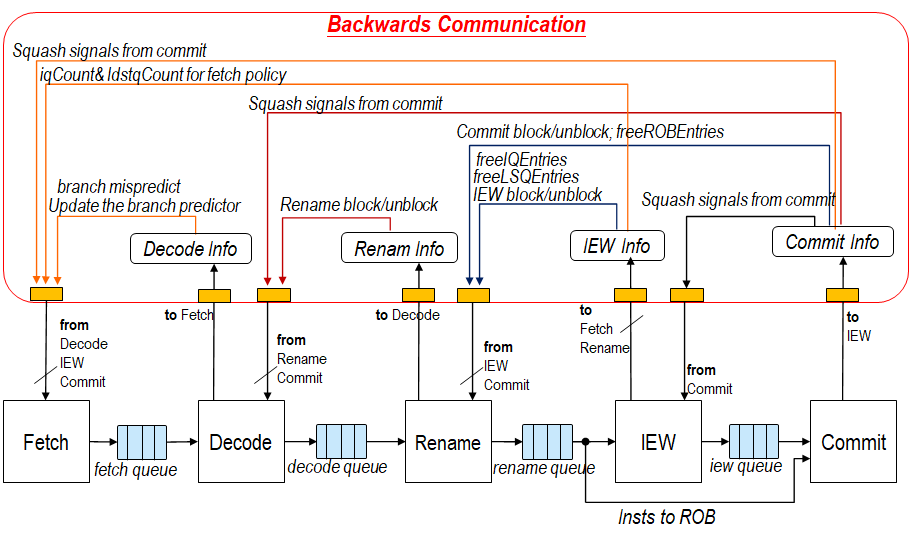 Backwards Communication
Squash signals from commit
iqCount& ldstqCount for fetch policy
Squash signals from commit
Commit block/unblock; freeROBEntries
freeIQEntries
freeLSQEntries
IEW block/unblock
branch mispredict
Update the branch predictor
Rename block/unblock
Squash signals from commit
Decode Info
Renam Info
IEW Info
Commit Info
to Fetch
to Decode
to
Fetch
Rename
to
IEW
from
Decode
IEW
Commit
from
Rename
Commit
from
IEW
Commit
from
Commit
Fetch
Decode
Rename
IEW
Commit
fetch queue
decode queue
rename queue
iew queue
Insts to ROB